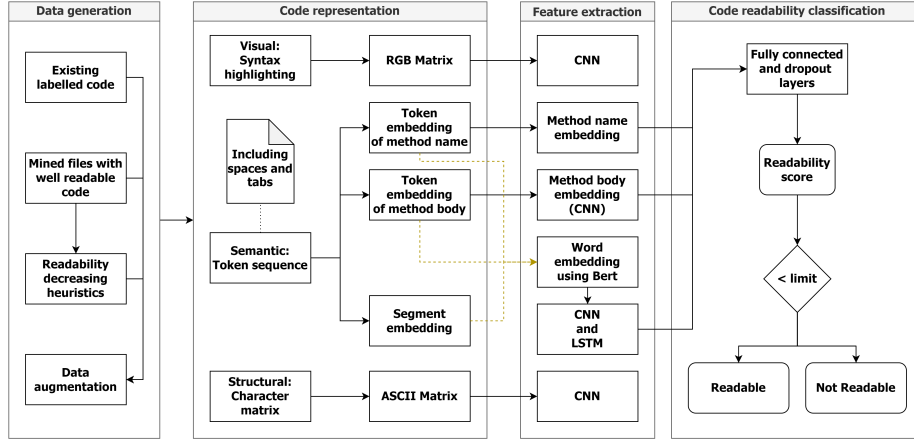 Data generation
Existing
labelled code
Mined files with
well readable
code
Readability
decreasing
heuristics
Data
augmentation
Code representation
Visual:
Syntax
highlighting
RGB Matrix
Including
spaces and
tabs
Token
embedding
of method name
Token
embedding
of method body
Semantic:
Token sequence
Segment
embedding
Structural:
Character
matrix
ASCII Matrix
Feature extraction
CNN
Method name
embedding
Method body
embedding
(CNN)
Word
embedding
using Bert
CNN
and
LSTM
CNN
Code readability classification
Fully connected
and dropout
layers
Readability
score
< limit
Readable
Not Readable